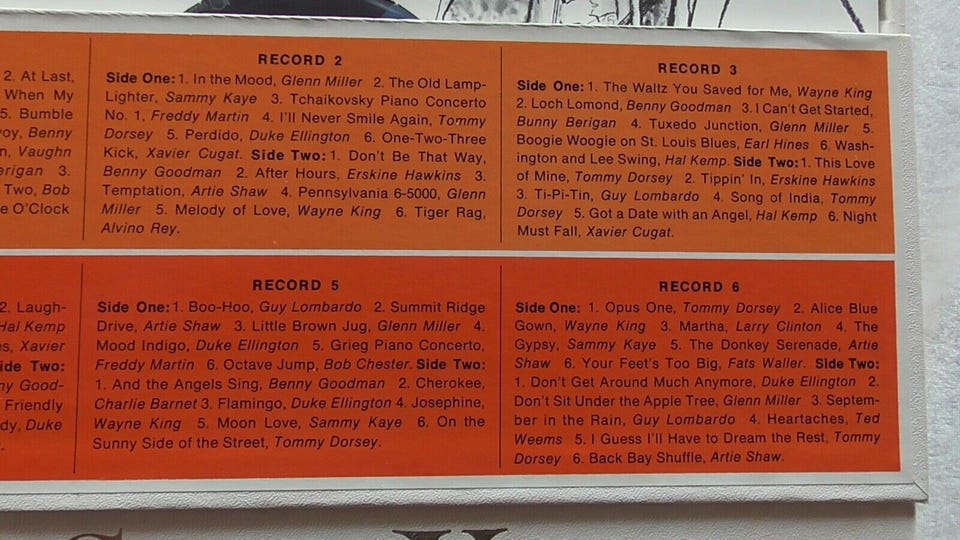 2. At Last,
When My
5. Bumble
Benny
Vaughn
3.
Two, Bob
O'Clock
RECORD 2
Side One: 1. In the Mood, Glenn Miller 2. The Old Lamp-
Lighter, Sammy Kaye 3. Tchaikovsky Piano Concerto
No. 1, Freddy Martin 4. I'll Never Smile Again, Tommy
Dorsey 5. Perdido, Duke Ellington 6. One-Two-Three
Kick, Xavier Cugat. Side Two: 1. Don't Be That Way,
Benny Goodman 2. After Hours, Erskine Hawkins 3.
Temptation, Artie Shaw 4. Pennsylvania 6-5000, Glenn
Miller 5. Melody of Love, Wayne King 6. Tiger Rag,
Alvino Rey.
RECORD 3
Side One: 1. The Waltz You Saved for Me, Wayne King
2. Loch Lomond, Benny Goodman 3. I Can't Get Started,
Bunny Berigan 4. Tuxedo Junction, Glenn Miller 5.
Boogie Woogie on St. Louis Blues, Earl Hines 6. Wash-
ington and Lee Swing, Hal Kemp. Side Two: 1. This Love
of Mine, Tommy Dorsey 2. Tippin' In, Erskine Hawkins
3. Ti-Pi-Tin, Guy Lombardo 4. Song of India, Tommy
Dorsey 5. Got a Date with an Angel, Hal Kemp 6. Night
Must Fall, Xavier Cugat.
2. Laugh-
Hal Kemp
Xavier
Two:
Good-
Friendly
Duke
RECORD 5
Side One: 1. Boo-Hoo, Guy Lombardo 2. Summit Ridge
Drive, Artie Shaw 3. Little Brown Jug, Glenn Miller 4.
Mood Indigo, Duke Ellington 5. Grieg Piano Concerto,
Freddy Martin 6. Octave Jump, Bob Chester. Side Two:
1. And the Angels Sing, Benny Goodman 2. Cherokee,
Charlie Barnet 3. Flamingo, Duke Ellington 4. Josephine,
Wayne King 5. Moon Love, Sammy Kaye 6. On the
Sunny Side of the Street, Tommy Dorsey.
RECORD 6
Side One: 1. Opus One, Tommy Dorsey 2. Alice Blue
Gown, Wayne King 3. Martha, Larry Clinton 4. The
Gypsy, Sammy Kaye 5. The Donkey Serenade, Artie
Shaw 6. Your Feet's Too Big, Fats Waller. Side Two:
1. Don't Get Around Much Anymore, Duke Ellington 2.
Don't Sit Under the Apple Tree, Glenn Miller 3. Septem-
ber in the Rain, Guy Lombardo 4. Heartaches, Ted
Weems 5. I Guess I'll Have to Dream the Rest, Tommy
Dorsey 6. Back Bay Shuffle, Artie Shaw.